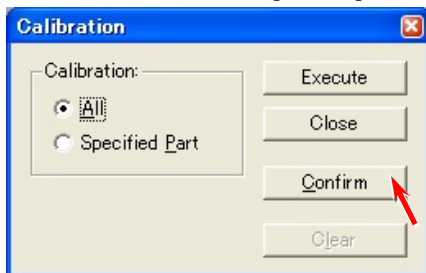 Calibration
Calibration:
All
Specified Part
Execute
Close
Confirm
Clear